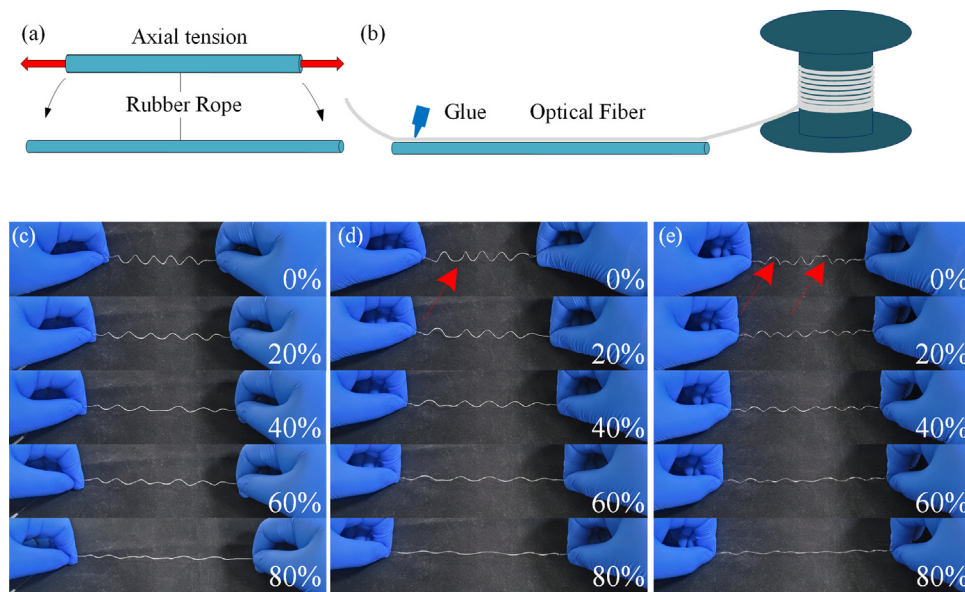 (a)
Axial tension
Rubber Rope
(b)
Glue
Optical Fiber
(c)
0%
20%
40%
60%
80%
(d)
0%
20%
40%
60%
80%
(e)
0%
20%
40%
60%
80%